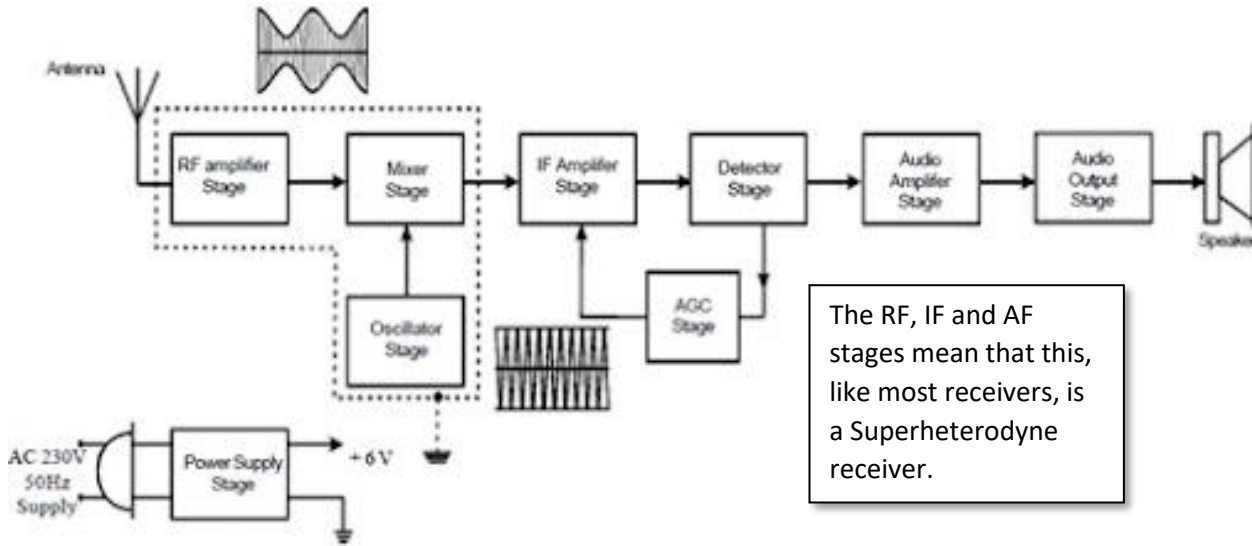 Antenna
RF amplifier
Stage
Mixer
Stage
IF Amplifer
Stage
Detector
Stage
Audio
Amplifer
Stage
Audio
Output
Stage
Speaker
Oscillator
Stage
AGC
Stage
The RF, IF and AF
stages mean that this,
like most receivers, is
a Superheterodyne
receiver.
AC 230V
50Hz
Supply
Power Supply
Stage
+ 6 V